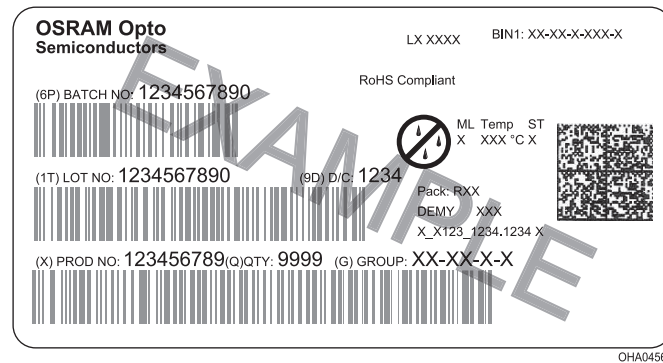 OSRAM Opto
Semiconductors
LX XXXX
BIN1: XX-XX-X-XXX-X
RoHS Compliant
(6P) BATCH NO: 1234567890
ML Temp ST
X XXX °C X
(1T) LOT NO: 1234567890 (9D) D/C: 1234
Pack: RXX
DEMY XXX
X_X123_1234.1234 X
(X) PROD NO: 123456789(Q)QTY: 9999 (G) GROUP: XX-XX-X-X
EXAMPLE